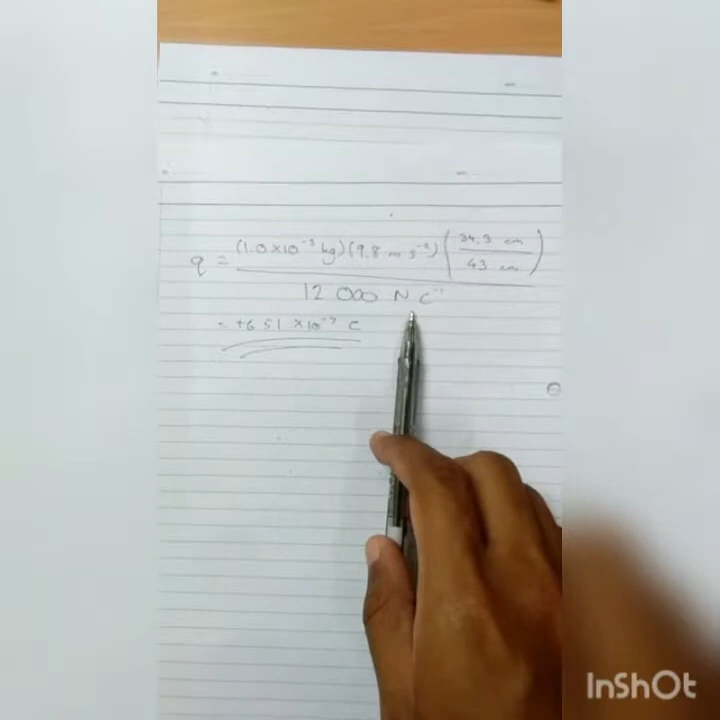 q = (1.0 × 10⁻³ kg)(9.8 m s⁻²) (34.3 cm / 43 cm)
12 000 N C⁻¹
= +6.51 × 10⁻⁷ C
InShOt